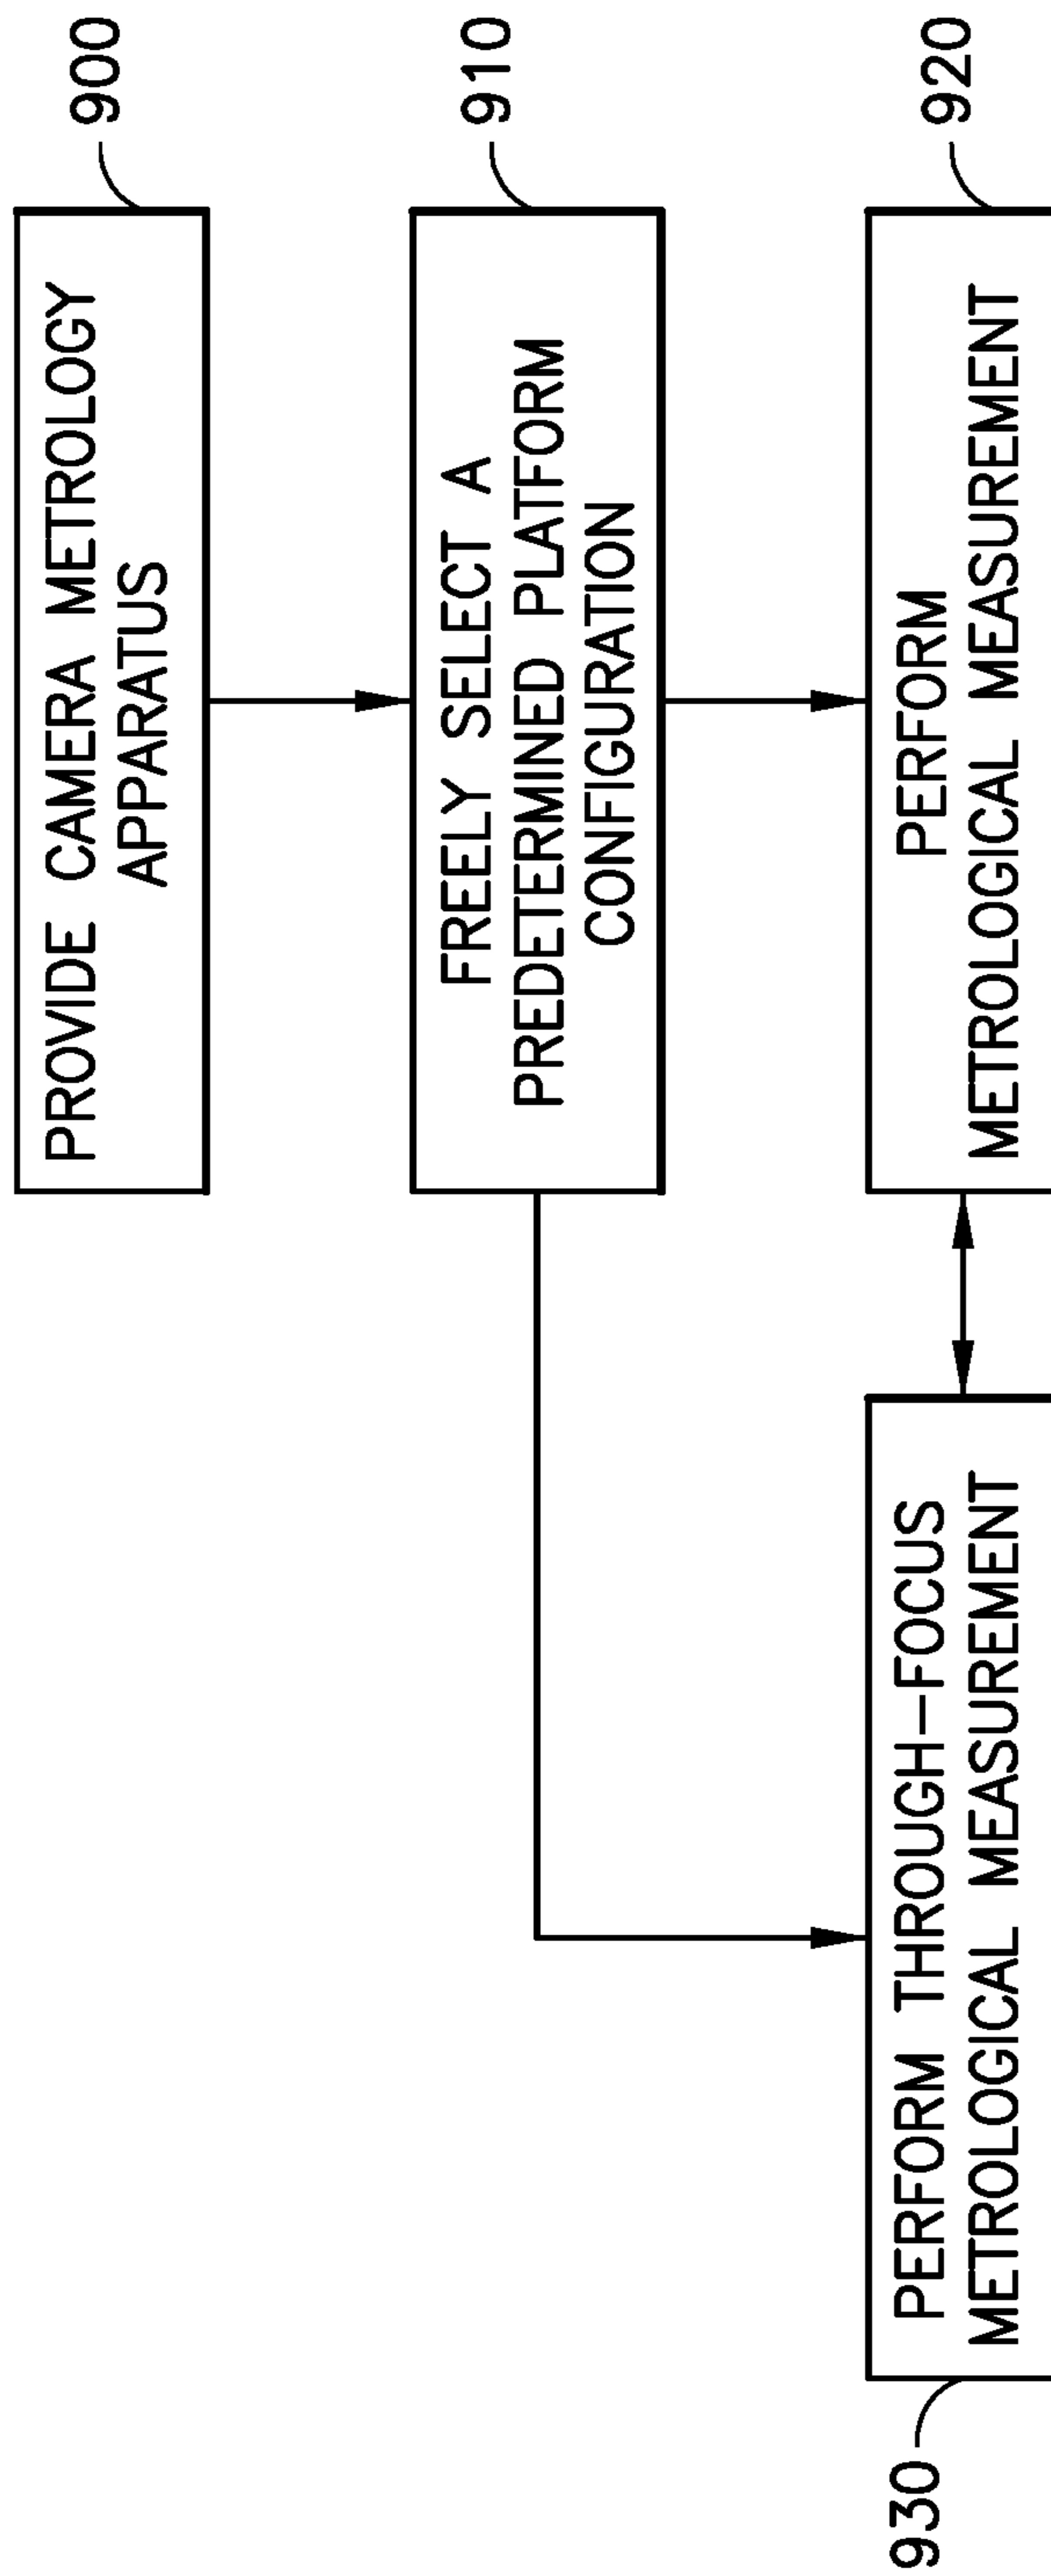 PROVIDE CAMERA METROLOGY
APPARATUS
900
FREELY SELECT A
PREDETERMINED PLATFORM
CONFIGURATION
910
PERFORM THROUGH-FOCUS
METROLOGICAL MEASUREMENT
930
PERFORM
METROLOGICAL MEASUREMENT
920